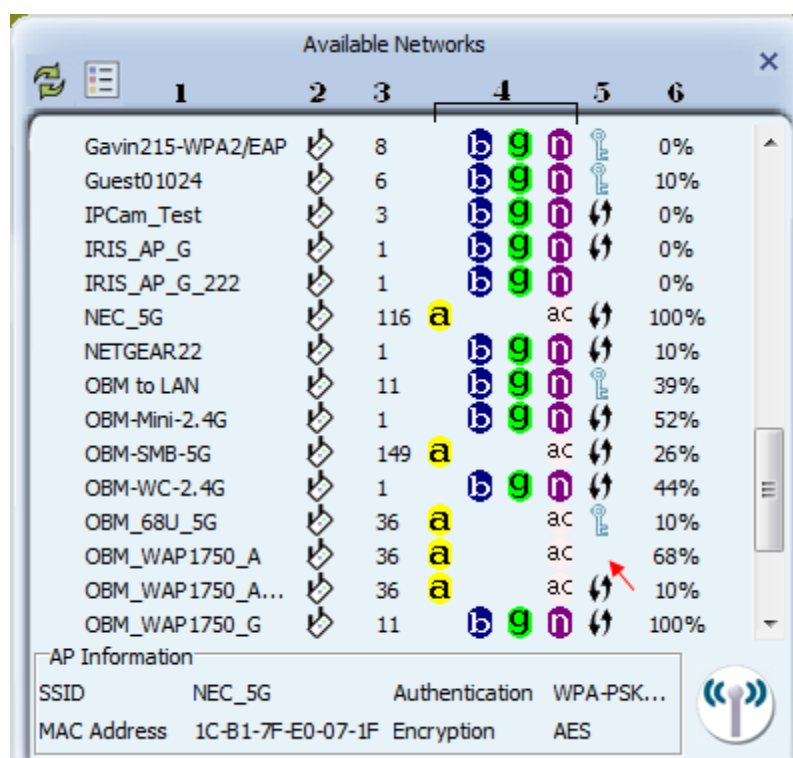 Available Networks
1 2 3 4 5 6
Gavin215-WPA2/EAP 8 b g n 0%
Guest01024 6 b g n 10%
IPCam_Test 3 b g n 0%
IRIS_AP_G 1 b g n 0%
IRIS_AP_G_222 1 b g n 0%
NEC_5G 116 a ac 100%
NETGEAR22 1 b g n 10%
OBM to LAN 11 b g n 39%
OBM-Mini-2.4G 1 b g n 52%
OBM-SMB-5G 149 a ac 26%
OBM-WC-2.4G 1 b g n 44%
OBM_68U_5G 36 a ac 10%
OBM_WAP1750_A 36 a ac 68%
OBM_WAP1750_A... 36 a ac 10%
OBM_WAP1750_G 11 b g n 100%
AP Information
SSID NEC_5G Authentication WPA-PSK...
MAC Address 1C-B1-7F-E0-07-1F Encryption AES